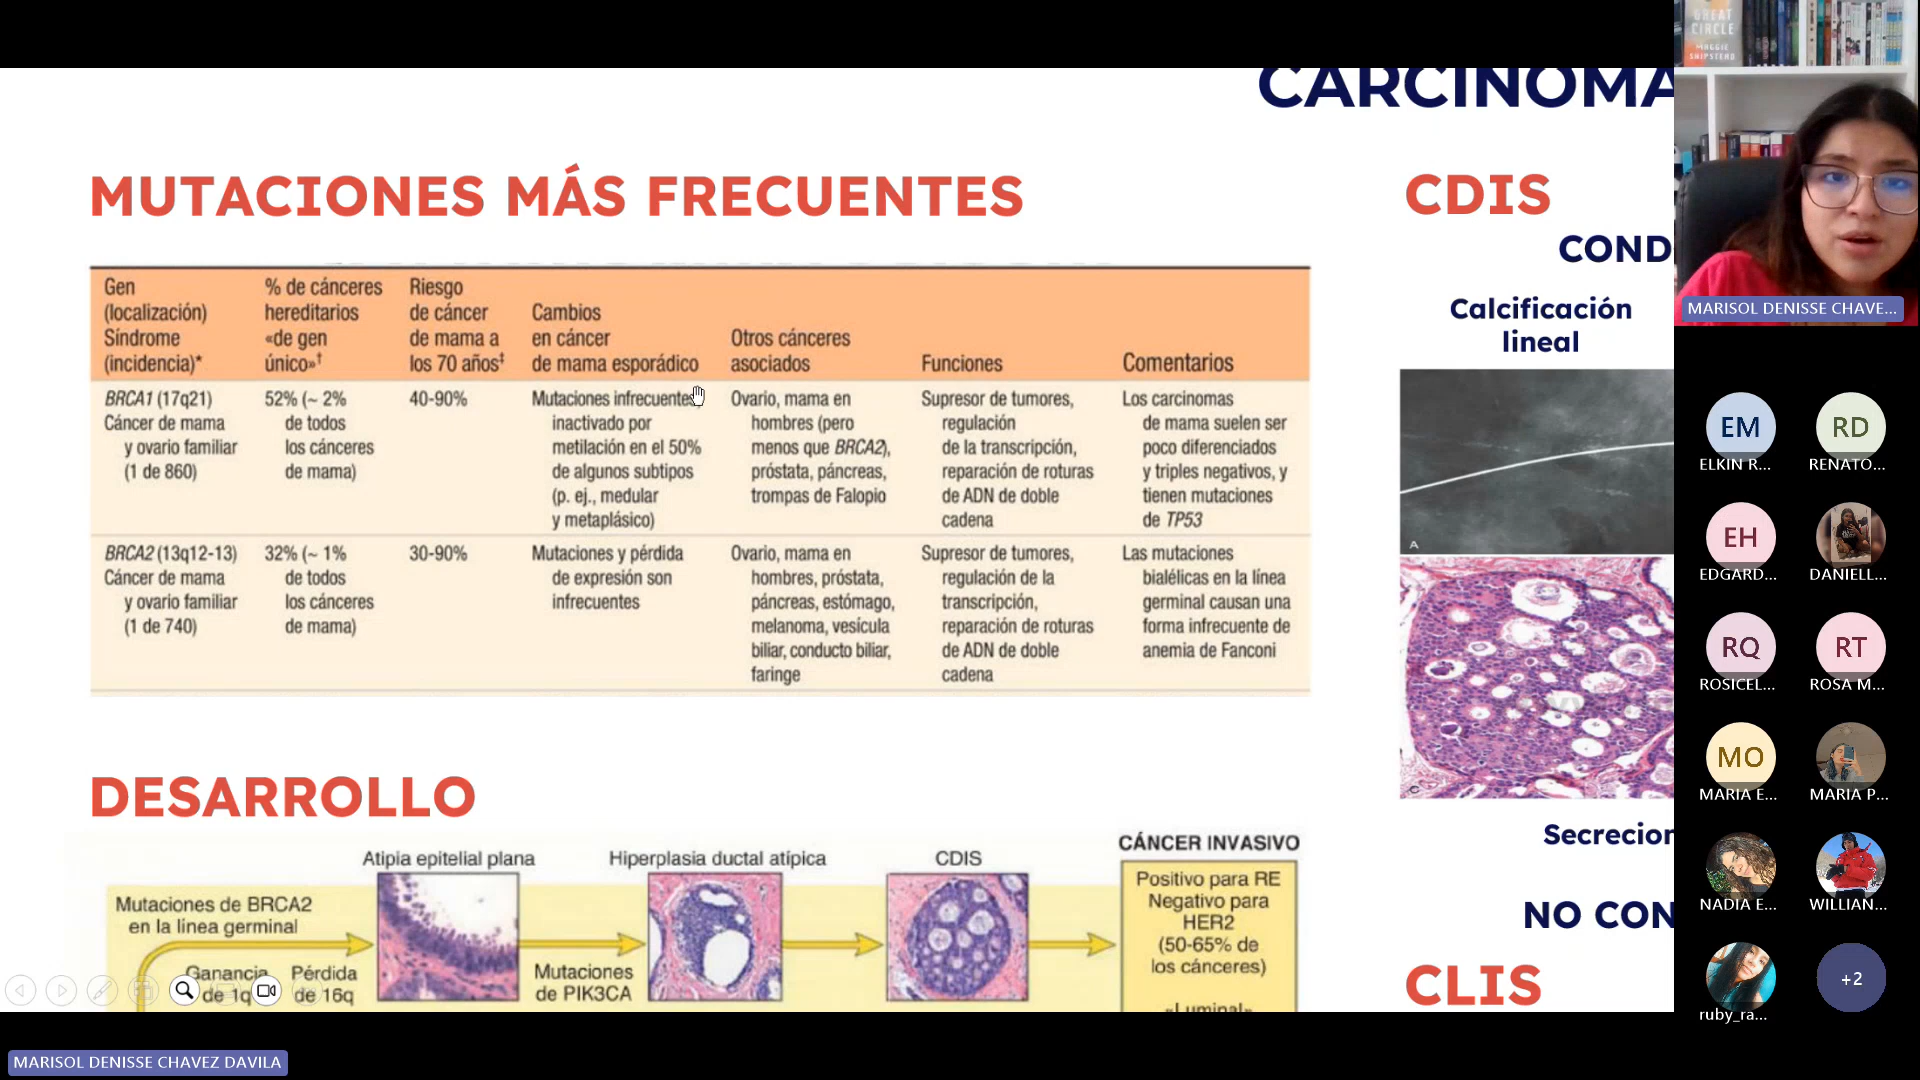 CARCINOMA
MUTACIONES MÁS FRECUENTES
Gen
(localización)
Síndrome
(incidencia)*
% de cánceres
hereditarios
«de gen
único»†
Riesgo
de cáncer
de mama a
los 70 años‡
Cambios
en cáncer
de mama esporádico
Otros cánceres
asociados
Funciones
Comentarios
BRCA1 (17q21)
Cáncer de mama
y ovario familiar
(1 de 860)
52% (~ 2%
de todos
los cánceres
de mama)
40-90%
Mutaciones infrecuentes
inactivado por
metilación en el 50%
de algunos subtipos
(p. ej., medular
y metaplásico)
Ovario, mama en
hombres (pero
menos que BRCA2),
próstata, páncreas,
trompas de Falopio
Supresor de tumores,
regulación
de la transcripción,
reparación de roturas
de ADN de doble
cadena
Los carcinomas
de mama suelen ser
poco diferenciados
y triples negativos, y
tienen mutaciones
de TP53
BRCA2 (13q12-13)
Cáncer de mama
y ovario familiar
(1 de 740)
32% (~ 1%
de todos
los cánceres
de mama)
30-90%
Mutaciones y pérdida
de expresión son
infrecuentes
Ovario, mama en
hombres, próstata,
páncreas, estómago,
melanoma, vesícula
biliar, conducto biliar,
faringe
Supresor de tumores,
regulación de la
transcripción,
reparación de roturas
de ADN de doble
cadena
Las mutaciones
bialélicas en la línea
germinal causan una
forma infrecuente de
anemia de Fanconi
DESARROLLO
Mutaciones de BRCA2
en la línea germinal
Ganancia
de 1q
Pérdida
de 16q
Atipia epitelial plana
Mutaciones
de PIK3CA
Hiperplasia ductal atípica
CDIS
CÁNCER INVASIVO
Positivo para RE
Negativo para
HER2
(50-65% de
los cánceres)
«Luminal»
CDIS
COND
Calcificación
lineal
A
C
Secrecion
NO CON
CLIS
GREAT
CIRCLE
MAGGIE
SHIPSTEAD
MARISOL DENISSE CHAVE...
EM
ELKIN R...
RD
RENATO...
EH
EDGARD...
DANIELL...
RQ
ROSICEL...
RT
ROSA M...
MO
MARIA E...
MARIA P...
NADIA E...
WILLIAN...
ruby_ra...
+2
MARISOL DENISSE CHAVEZ DAVILA